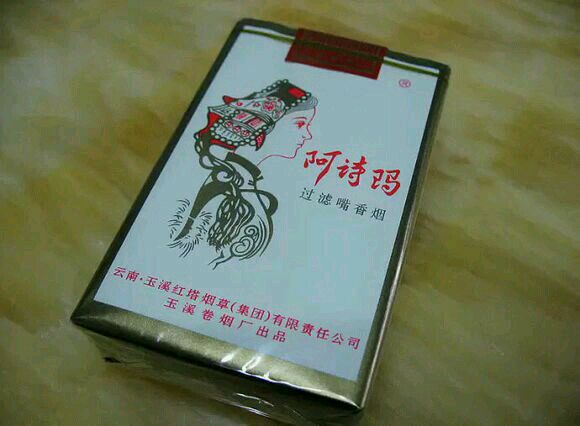 阿诗玛
过滤嘴香烟
云南·玉溪红塔烟草(集团)有限责任公司
玉溪卷烟厂出品